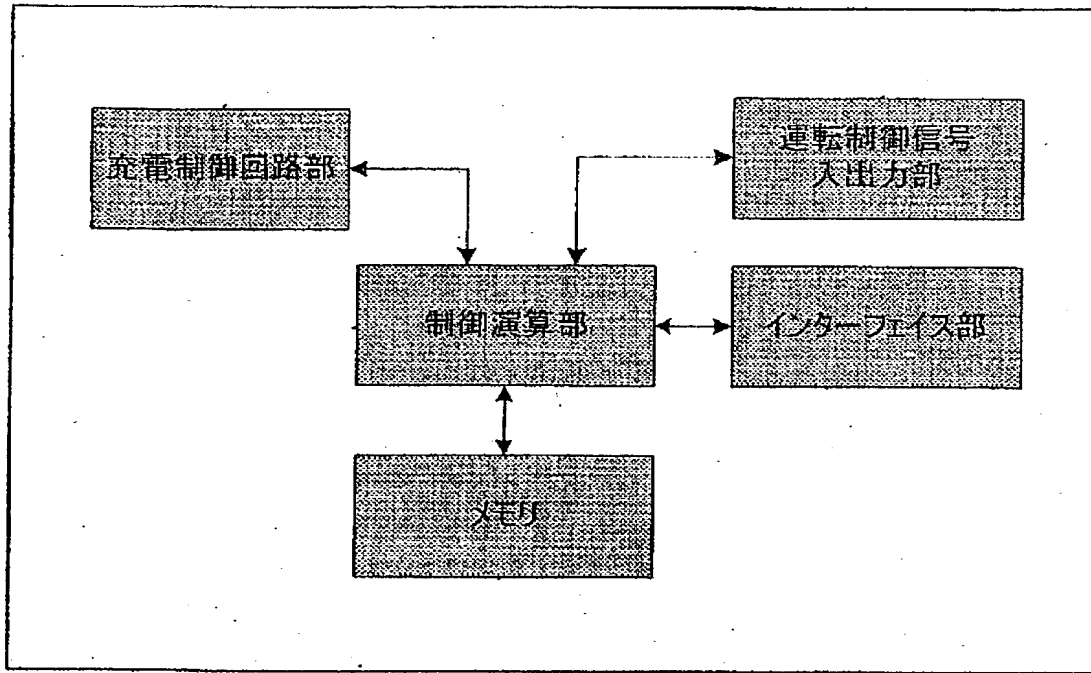 充電制御回路部
運転制御信号
入出力部
制御演算部
インターフェイス部
メモリ